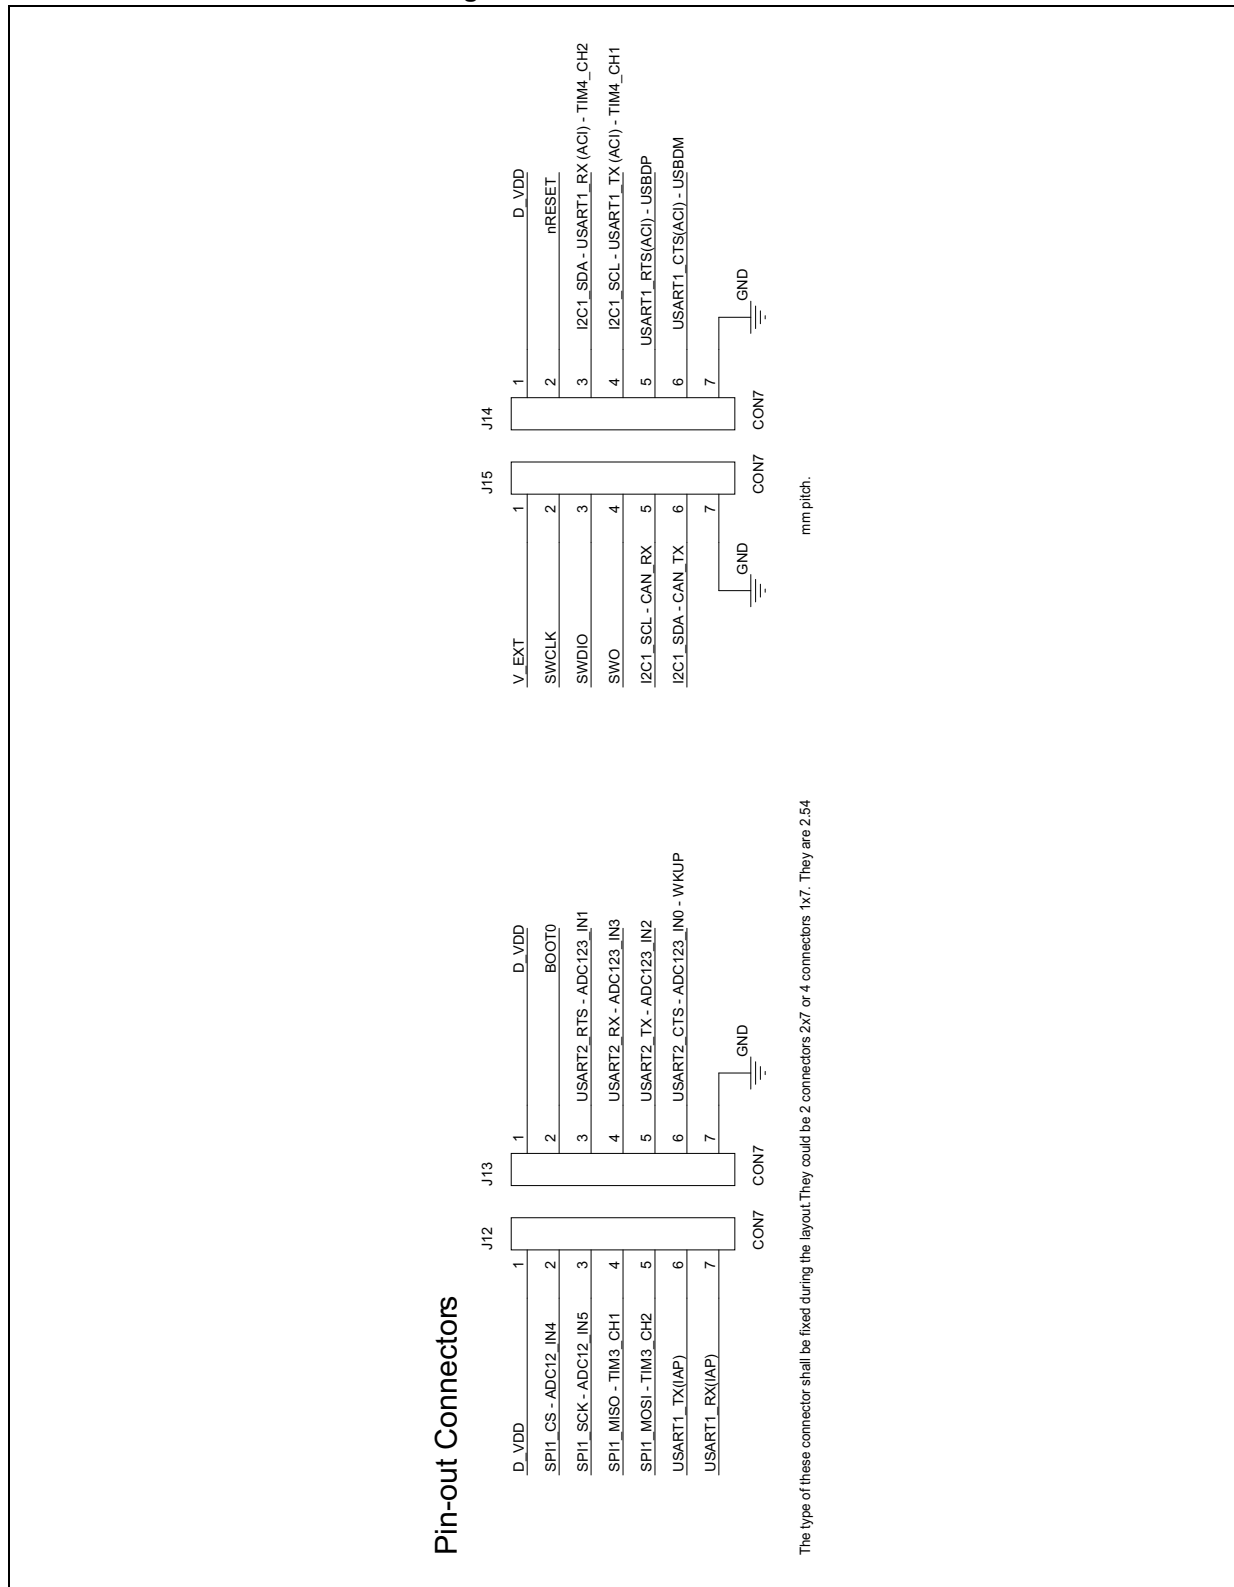 Pin-out Connectors
J12
D_VDD
1
SPI1_CS - ADC12_IN4
2
SPI1_SCK - ADC12_IN5
3
SPI1_MISO - TIM3_CH1
4
SPI1_MOSI - TIM3_CH2
5
USART1_TX(IAP)
6
USART1_RX(IAP)
7
CON7
J13
1
D_VDD
2
BOOT0
3
USART2_RTS - ADC123_IN1
4
USART2_RX - ADC123_IN3
5
USART2_TX - ADC123_IN2
6
USART2_CTS - ADC123_IN0 - WKUP
7
GND
CON7
J15
V_EXT
1
SWCLK
2
SWDIO
3
SWO
4
I2C1_SCL - CAN_RX
5
I2C1_SDA - CAN_TX
6
7
GND
CON7
J14
1
D_VDD
2
nRESET
3
I2C1_SDA - USART1_RX (ACI) - TIM4_CH2
4
I2C1_SCL - USART1_TX (ACI) - TIM4_CH1
5
USART1_RTS(ACI) - USBDP
6
USART1_CTS(ACI) - USBDM
7
GND
CON7
The type of these connector shall be fixed during the layout.They could be 2 connectors 2x7 or 4 connectors 1x7. They are 2.54
mm pitch.